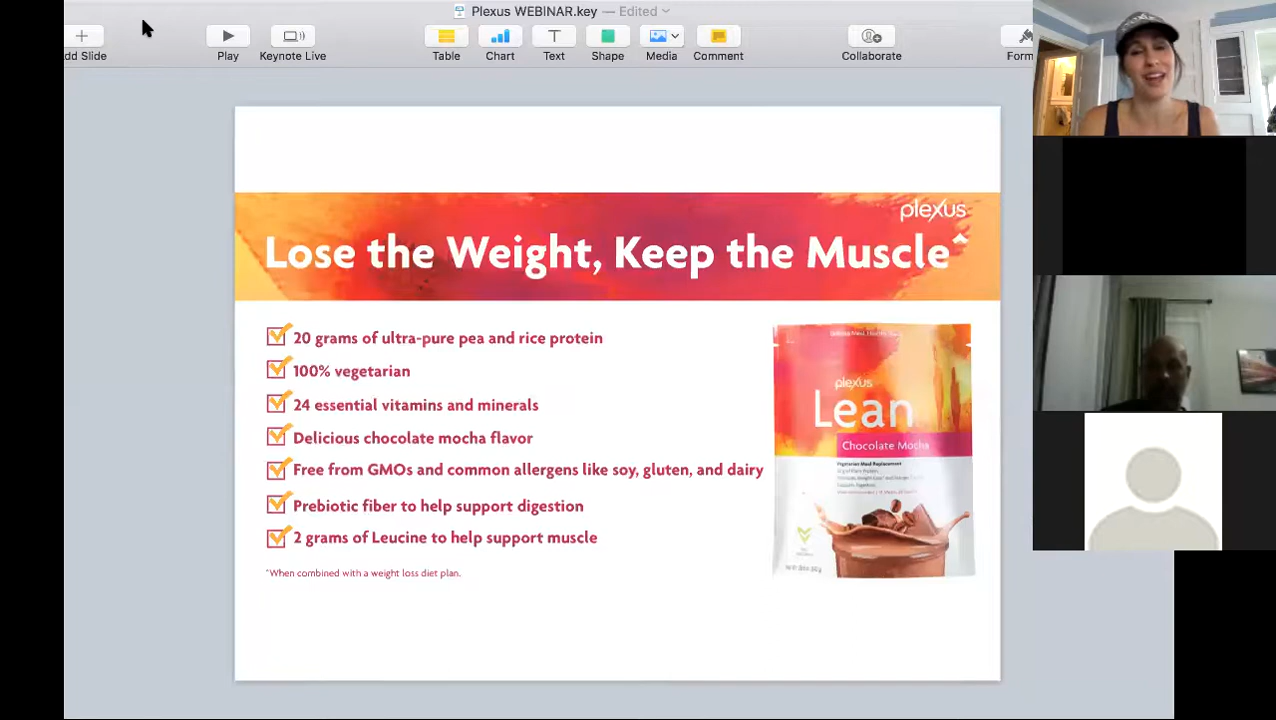 Plexus WEBINAR.key — Edited
dd Slide
Play
Keynote Live
Table
Chart
Text
Shape
Media
Comment
Collaborate
Form
plexus
Lose the Weight, Keep the Muscle^
20 grams of ultra-pure pea and rice protein
100% vegetarian
24 essential vitamins and minerals
Delicious chocolate mocha flavor
Free from GMOs and common allergens like soy, gluten, and dairy
Prebiotic fiber to help support digestion
2 grams of Leucine to help support muscle
^When combined with a weight loss diet plan.
plexus
Lean
Chocolate Mocha
Vegetarian Meal Replacement